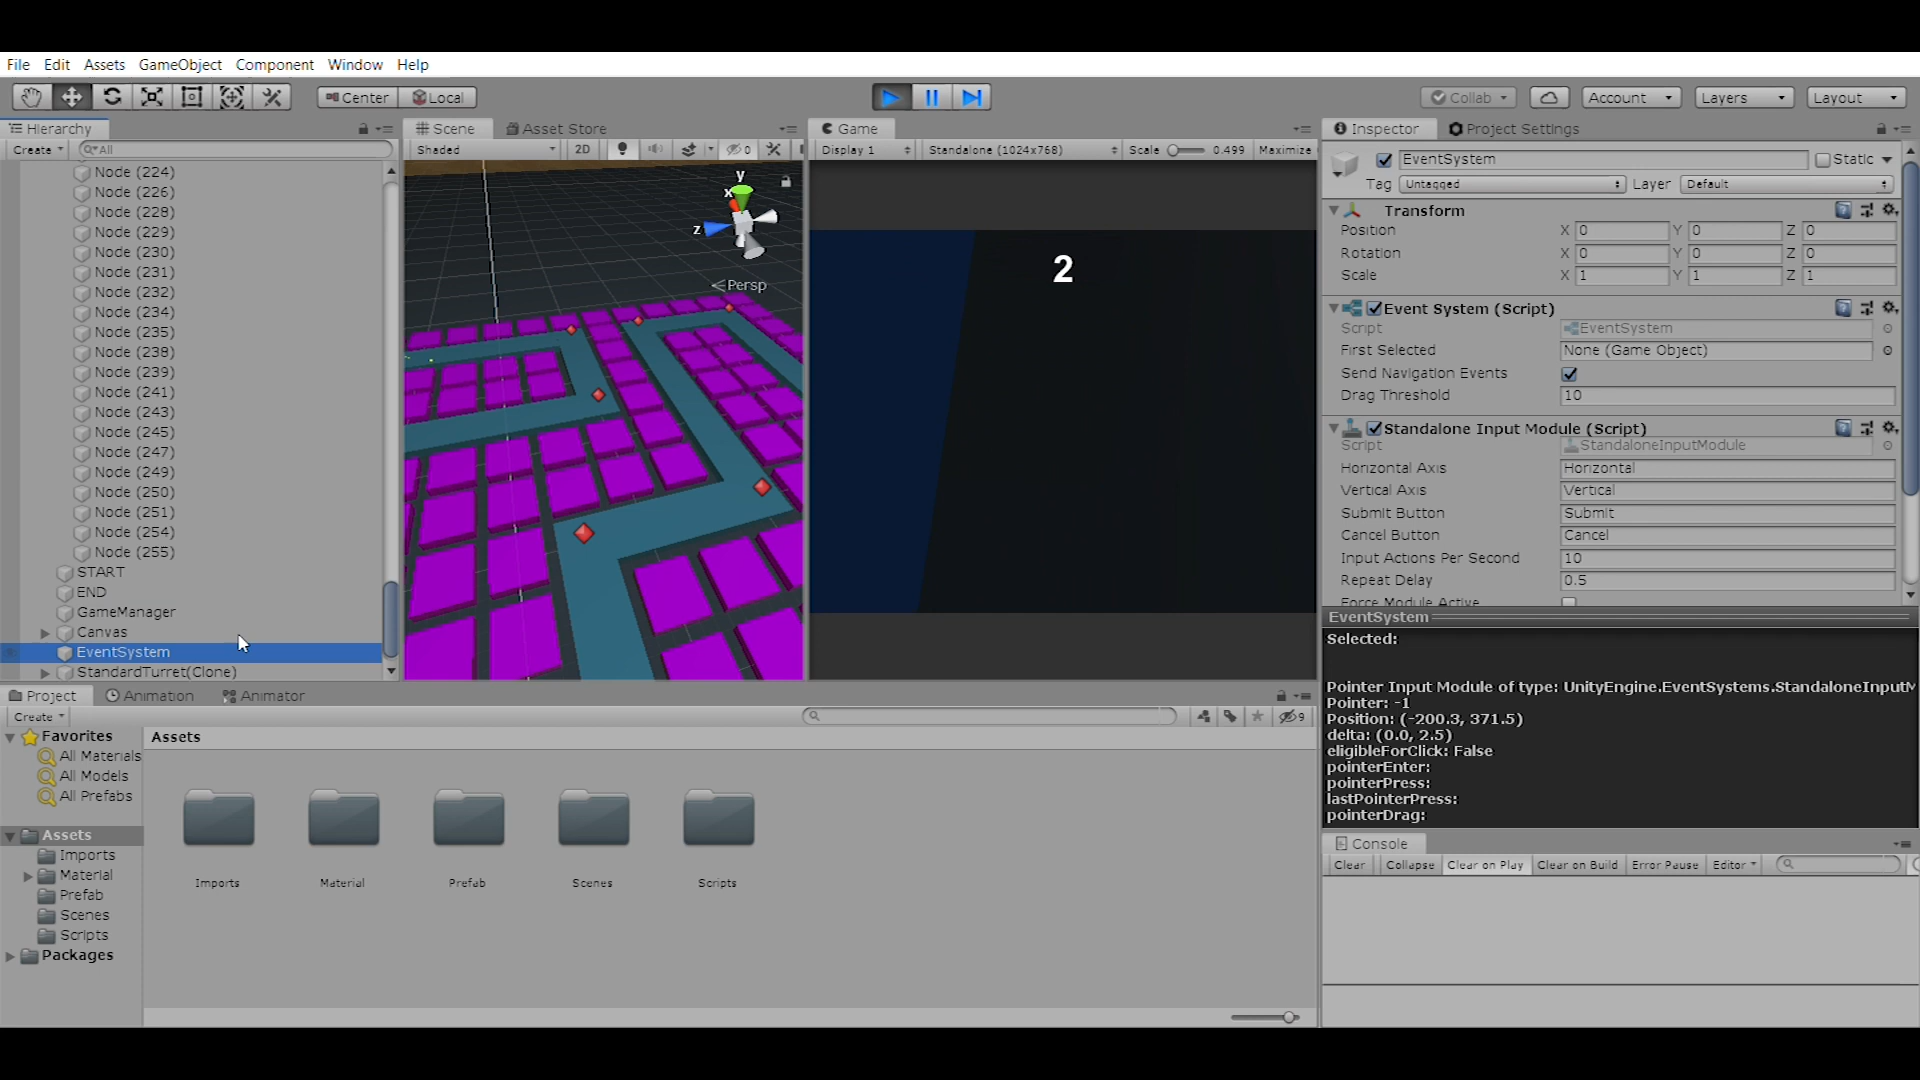 File Edit Assets GameObject Component Window Help
Center Local
Collab Account Layers Layout
Hierarchy
Create All
Node (224)
Node (226)
Node (228)
Node (229)
Node (230)
Node (231)
Node (232)
Node (234)
Node (235)
Node (238)
Node (239)
Node (241)
Node (243)
Node (245)
Node (247)
Node (249)
Node (250)
Node (251)
Node (254)
Node (255)
START
END
GameManager
Canvas
EventSystem
StandardTurret(Clone)
Scene Asset Store
Shaded 2D 0
y
x
z
Persp
Game
Display 1 Standalone (1024x768) Scale 0.499 Maximize
2
Inspector Project Settings
EventSystem Static
Tag Untagged Layer Default
Transform
Position X 0 Y 0 Z 0
Rotation X 0 Y 0 Z 0
Scale X 1 Y 1 Z 1
Event System (Script)
Script EventSystem
First Selected None (Game Object)
Send Navigation Events
Drag Threshold 10
Standalone Input Module (Script)
Script StandaloneInputModule
Horizontal Axis Horizontal
Vertical Axis Vertical
Submit Button Submit
Cancel Button Cancel
Input Actions Per Second 10
Repeat Delay 0.5
Force Module Active
EventSystem
Selected:
Pointer Input Module of type: UnityEngine.EventSystems.StandaloneInputM
Pointer: -1
Position: (-200.3, 371.5)
delta: (0.0, 2.5)
eligibleForClick: False
pointerEnter:
pointerPress:
lastPointerPress:
pointerDrag:
Console
Clear Collapse Clear on Play Clear on Build Error Pause Editor
Project Animation Animator
Create 9
Favorites
All Materials
All Models
All Prefabs
Assets
Imports
Material
Prefab
Scenes
Scripts
Packages
Assets
Imports Material Prefab Scenes Scripts